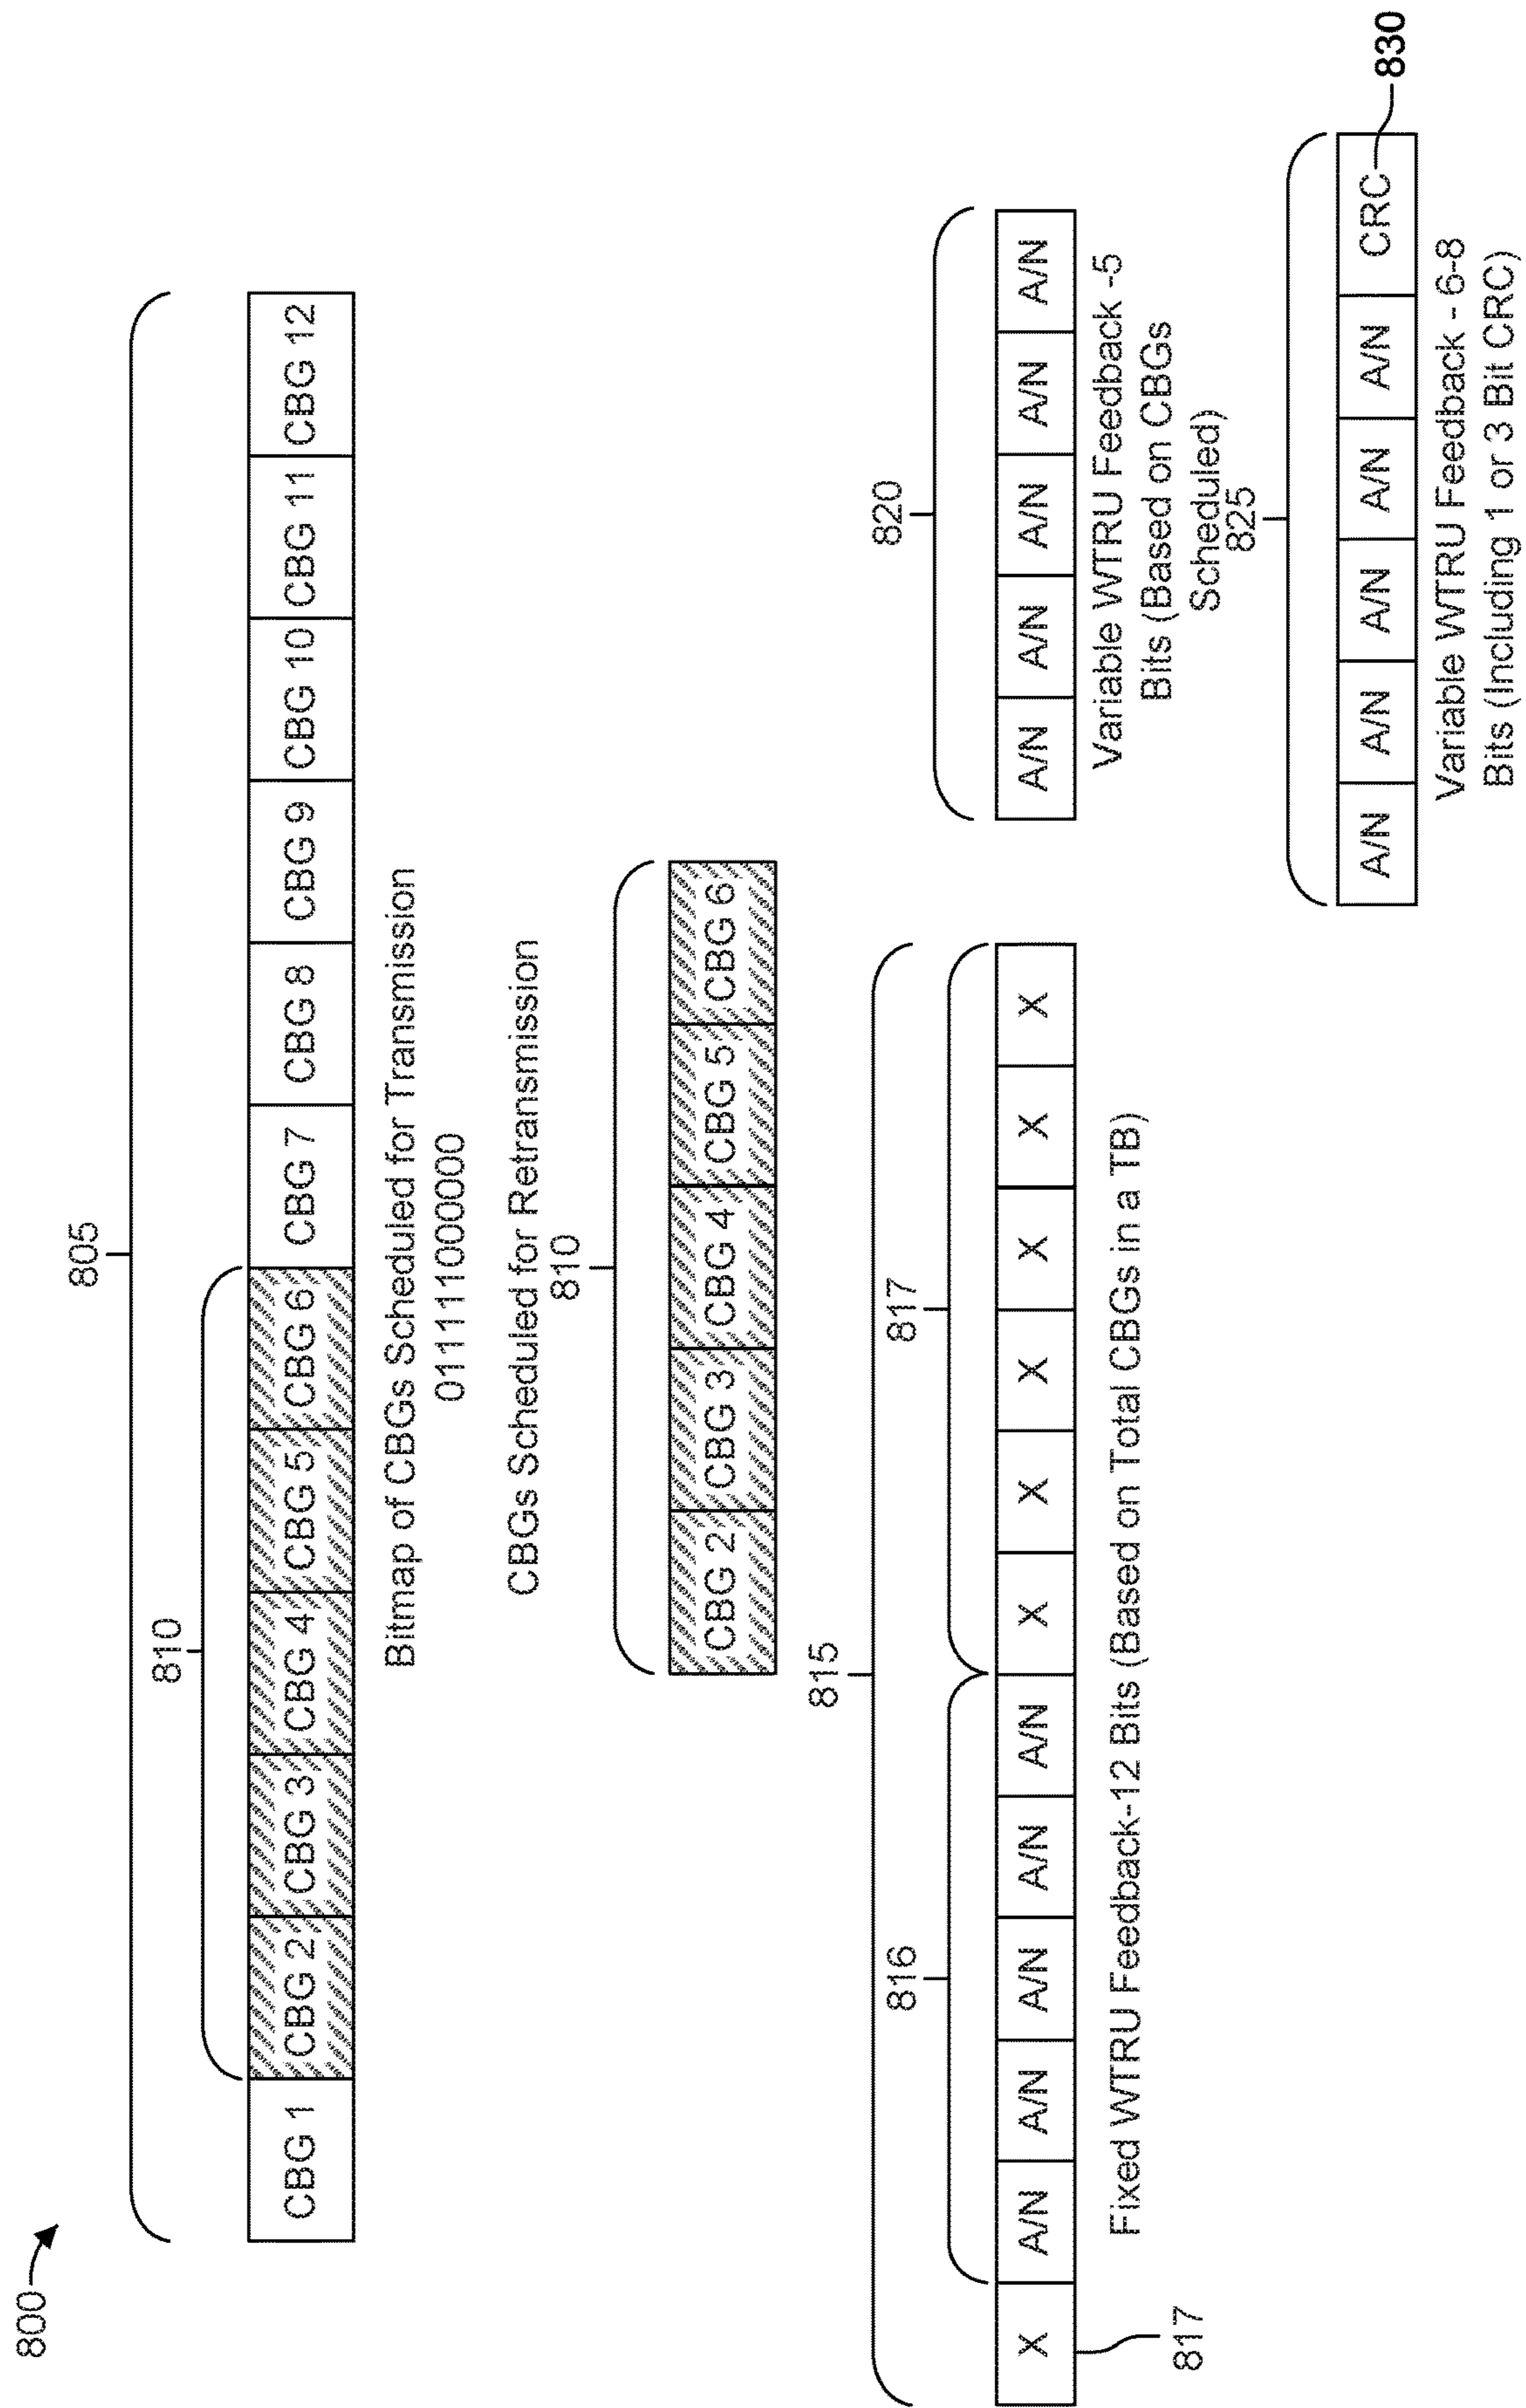 800
805
810
CBG 1 CBG 2 CBG 3 CBG 4 CBG 5 CBG 6 CBG 7 CBG 8 CBG 9 CBG 10 CBG 11 CBG 12
Bitmap of CBGs Scheduled for Transmission
011111000000
CBGs Scheduled for Retransmission
810
CBG 2 CBG 3 CBG 4 CBG 5 CBG 6
815
816
817
X A/N A/N A/N A/N A/N X X X X X X
817
Fixed WTRU Feedback-12 Bits (Based on Total CBGs in a TB)
820
A/N A/N A/N A/N A/N
Variable WTRU Feedback -5
Bits (Based on CBGs
Scheduled)
825
A/N A/N A/N A/N A/N CRC
830
Variable WTRU Feedback - 6-8
Bits (Including 1 or 3 Bit CRC)